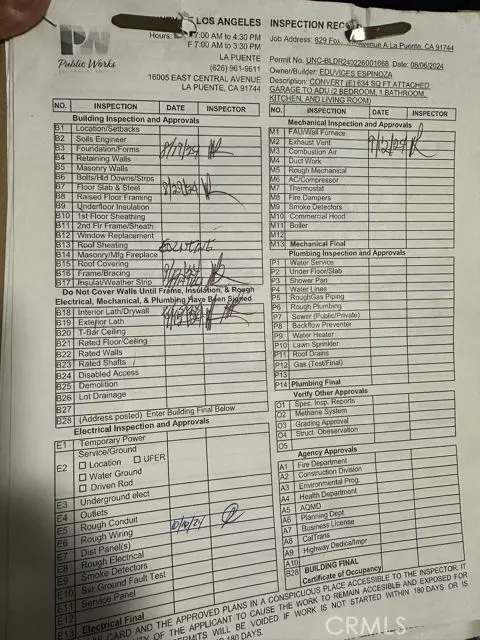 LOS ANGELES INSPECTION
Hours: 7:00 AM to 4:30 PM
F 7:00 AM to 3:30 PM
LA PUENTE
(626) 961-9611
16005 EAST CENTRAL AVENUE
LA PUENTE, CA 91744
PW
Public Works
Job Address: 829 Avenue A La Puente, CA 91744
Permit No. UNC-BLDR240226001668 Date: 08/06/2024
Owner/Builder: EDUVIGES ESPINOZA
Description: CONVERT (E) 634 SQ FT ATTACHED
GARAGE TO ADU (2 BEDROOM, 1 BATHROOM,
KITCHEN, AND LIVING ROOM)
NO. INSPECTION DATE INSPECTOR
Building Inspection and Approvals
B1 Location/Setbacks
B2 Soils Engineer
B3 Foundation/Forms
B4 Retaining Walls
B5 Masonry Walls
B6 Bolts/Hld Downs/Strps
B7 Floor Slab & Steel
B8 Raised Floor Framing
B9 Underfloor Insulation
B10 1st Floor Sheathing
B11 2nd Flr Frame/Sheath
B12 Window Replacement
B13 Roof Sheating
B14 Masonry/Mfg Fireplace
B15 Roof Covering
B16 Frame/Bracing
B17 Insulat/Weather Strip
Do Not Cover Walls Until Frame, Insulation, & Rough
Electrical, Mechanical, & Plumbing Have Been Signed
B18 Interior Lath/Drywall
B19 Exterior Lath
B20 T-Bar Ceiling
B21 Rated Floor/Ceiling
B22 Rated Walls
B23 Rated Shafts
B24 Disabled Access
B25 Demolition
B26 Lot Drainage
B27
B28 (Address posted) Enter Building Final Below
Electrical Inspection and Approvals
E1 Temporary Power
E2 Service/Ground
Location UFER
Water Ground
Driven Rod
E3 Underground elect
E4 Outlets
E5 Rough Conduit
E6 Rough Wiring 10/10/24
E7 Dist Panel(s)
E8 Rough Electrical
E9 Smoke Detectors
E10 Svr Ground Fault Test
E11 Service Panel
E12
E13 Electrical Final
NO. INSPECTION DATE INSPECTOR
Mechanical Inspection and Approvals
M1 FAU/Wall Furnace
M2 Exhaust Vent
M3 Combustion Air
M4 Duct Work
M5 Rough Mechanical
M6 AC/Compressor
M7 Thermostat
M8 Fire Dampers
M9 Smoke Detectors
M10 Commercial Hood
M11 Boiler
M12
M13 Mechanical Final
Plumbing Inspection and Approvals
P1 Water Service
P2 Under Floor/Slab
P3 Shower Pan
P4 Water Lines
P5 RoughGas Piping
P6 Rough Plumbing
P7 Sewer (Public/Private)
P8 Backflow Preventer
P9 Water Heater
P10 Lawn Sprinkler
P11 Roof Drains
P12 Gas (Test/Final)
P13
P14 Plumbing Final
Verify Other Approvals
O1 Spec. Insp. Reports
O2 Methane System
O3 Grading Approval
O4 Struct. Obeservation
O5
Agency Approvals
A1 Fire Department
A2 Construction Division
A3 Environmental Prog.
A4 Health Department
A5 AQMD
A6 Planning Dept.
A7 Business License
A8 CalTrans
A9 Highway Dedica/Impr
A10
B28 BUILDING FINAL
Certificate of Occupancy
CARD AND THE APPROVED PLANS IN A CONSPICIOUS PLACE ACCESSIBLE TO THE INSPECTOR. IT
OF THE APPLICANT TO CAUSE THE WORK TO REMAIN ACCESSIBLE AND EXPOSED FOR
WILL BE VOIDED IF WORK IS NOT STARTED WITHIN 180 DAYS OR IS
180 DAYS.
CRMLS